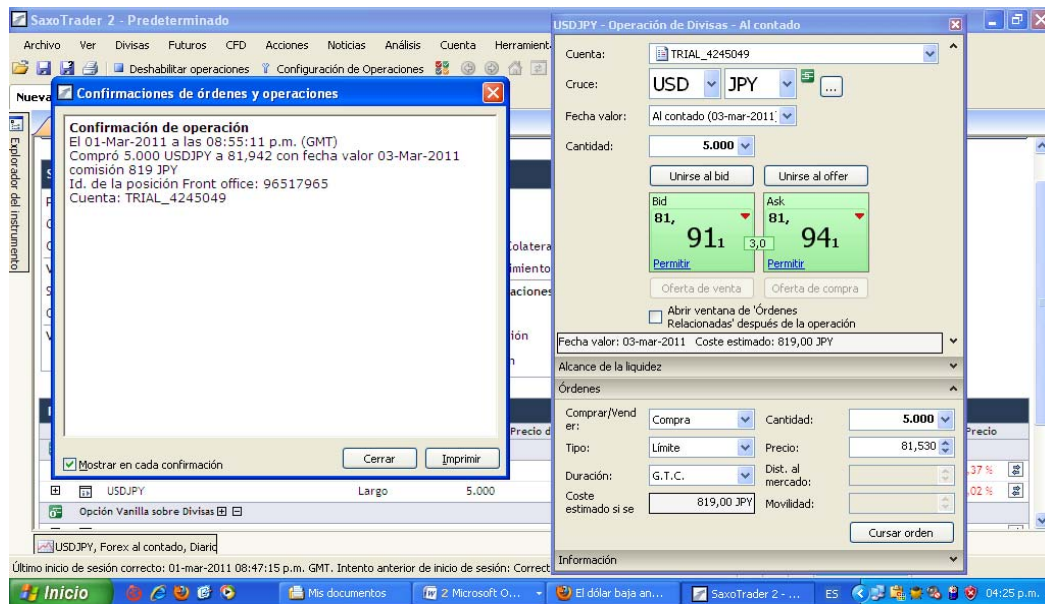 SaxoTrader 2 - Predeterminado
Archivo Ver Divisas Futuros CFD Acciones Noticias Análisis Cuenta
Deshabilitar operaciones Configuración de Operaciones
Explorador del instrumento
Confirmaciones de órdenes y operaciones
Confirmación de operación
El 01-Mar-2011 a las 08:55:11 p.m. (GMT)
Compró 5.000 USDJPY a 81,942 con fecha valor 03-Mar-2011
comisión 819 JPY
Id. de la posición Front office: 96517965
Cuenta: TRIAL_4245049
Mostrar en cada confirmación
Cerrar Imprimir
USDJPY Largo 5.000
Opción Vanilla sobre Divisas
USDJPY, Forex al contado, Diario
Último inicio de sesión correcto: 01-mar-2011 08:47:15 p.m. GMT. Intento anterior de inicio de sesión: Correct
USDJPY - Operación de Divisas - Al contado
Cuenta: TRIAL_4245049
Cruce: USD JPY ...
Fecha valor: Al contado (03-mar-2011)
Cantidad: 5.000
Unirse al bid Unirse al offer
Bid Ask
81, 81,
911 3,0 941
Permitir Permitir
Oferta de venta Oferta de compra
Abrir ventana de 'Órdenes
Relacionadas' después de la operación
Fecha valor: 03-mar-2011 Coste estimado: 819,00 JPY
Alcance de la liquidez
Órdenes
Comprar/Vend
er: Compra Cantidad: 5.000
Tipo: Límite Precio: 81,530
Duración: G.T.C. Dist. al
mercado:
Coste
estimado si se 819,00 JPY Movilidad:
Cursar orden
Información
Precio
,37 %
,02 %
Inicio Mis documentos 2 Microsoft O... El dólar baja an... SaxoTrader 2 - ... ES 04:25 p.m.